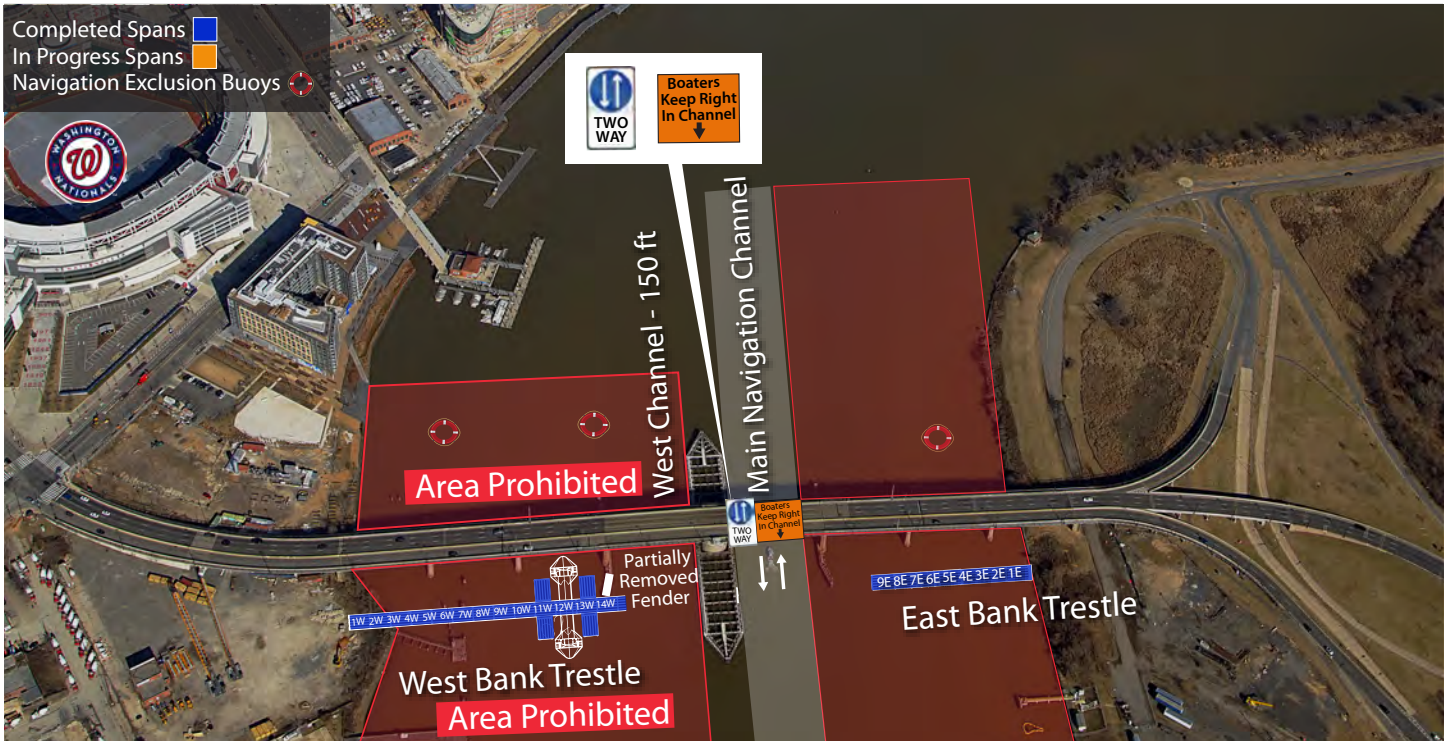 Completed Spans
In Progress Spans
Navigation Exclusion Buoys
WASHINGTON
W
NATIONALS
TWO
WAY
Boaters
Keep Right
In Channel
West Channel - 150 ft
Main Navigation Channel
Area Prohibited
TWO
WAY
Boaters
Keep Right
In Channel
Partially
Removed
Fender
1W 2W 3W 4W 5W 6W 7W 8W 9W 10W 11W 12W 13W 14W
9E 8E 7E 6E 5E 4E 3E 2E 1E
East Bank Trestle
West Bank Trestle
Area Prohibited